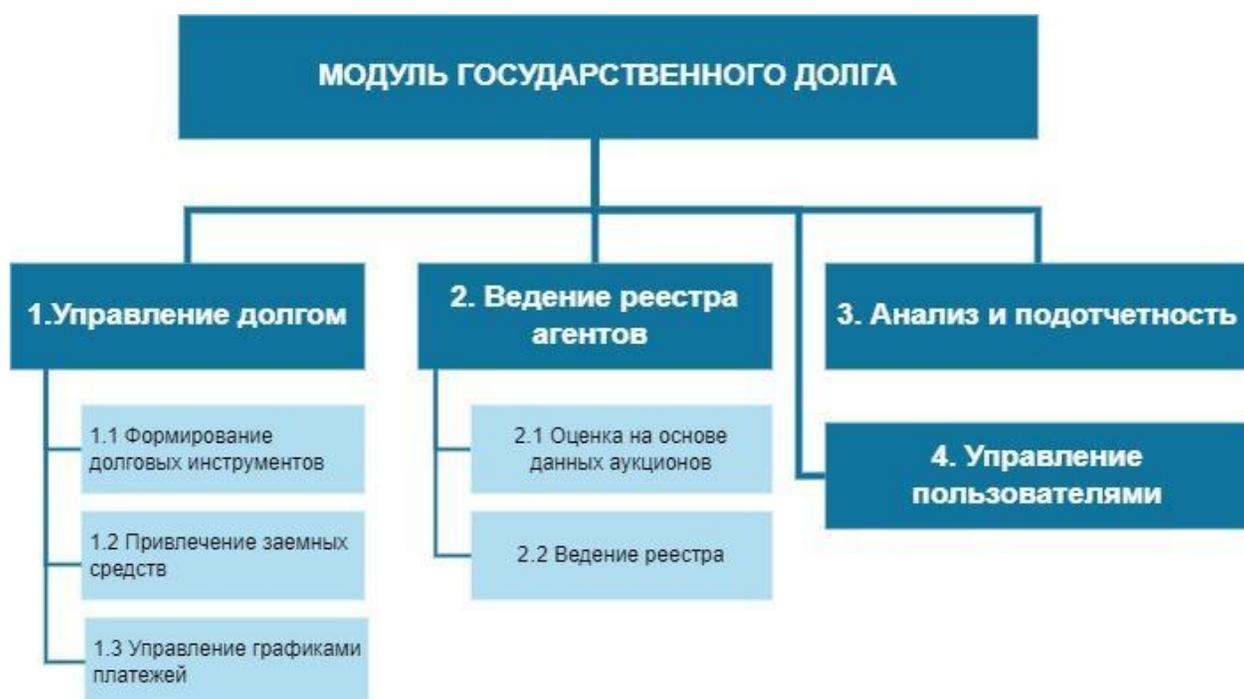 МОДУЛЬ ГОСУДАРСТВЕННОГО ДОЛГА
1.Управление долгом
1.1 Формирование
долговых инструментов
1.2 Привлечение заемных
средств
1.3 Управление графиками
платежей
2. Ведение реестра
агентов
2.1 Оценка на основе
данных аукционов
2.2 Ведение реестра
3. Анализ и подотчетность
4. Управление
пользователями